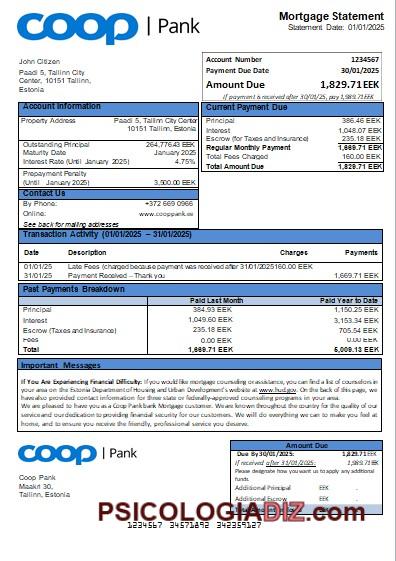 coop | Pank
Mortgage Statement
Statement Date: 01/01/2025
John Citizen
Paadi 5, Tallinn City
Center, 10151 Tallinn,
Estonia
Account Number 1234567
Payment Due Date 30/01/2025
Amount Due 1,829.71EEK
If payment is received after 30/01/25, pay 1,989.71EEK
Account Information
Property Address Paadi 5, Tallinn City Center
10151 Tallinn, Estonia
Outstanding Principal 264,776.43 EEK
Maturity Date January 2025
Interest Rate (Until January 2025) 4.75%
Prepayment Penalty
(Until January 2025) 3,500.00 EEK
Contact Us
By Phone: +372 669 0966
Online: www.cooppank.ee
See back for mailing addresses
Current Payment Due
Principal 386.46 EEK
Interest 1,048.07 EEK
Escrow (for Taxes and Insurance) 235.18 EEK
Regular Monthly Payment 1,669.71 EEK
Total Fees Charged 160.00 EEK
Total Amount Due 1,829.71 EEK
Transaction Activity (01/01/2025 – 31/01/2025)
Date Description Charges Payments
01/01/25 Late Fees (charged because payment was received after 31/01/2025160.00 EEK
31/01/25 Payment Received – Thank you 1,669.71 EEK
Past Payments Breakdown
Paid Last Month Paid Year to Date
Principal 384.93 EEK 1,150.25 EEK
Interest 1,049.60 EEK 3,153.34 EEK
Escrow (Taxes and Insurance) 235.18 EEK 705.54 EEK
Fees 0.00 EEK 0.00 EEK
Total 1,669.71 EEK 5,009.13 EEK
Important Messages
If You Are Experiencing Financial Difficulty: If you would like mortgage counseling or assistance, you can find a list of counselors in
your area on the Estonia Department of Housing and Urban Development's website at www.hud.gov. On the back of this page, we
have also provided contact information for three state or federally-approved counseling programs in your area.
We are pleased to have you as a Coop Pank bank Mortgage customer. We are known throughout the country for the quality of our
service and our dedication to providing financial security for our customers. We will do everything we can to make you feel at
home, and to ensure you receive the friendly, professional service you deserve.
coop | Pank
Coop Pank
Maakri 30,
Tallinn, Estonia
Amount Due
Due By 30/01/2025: 1,829.71EEK
If received after 31/01/2025: 1,989.71EEK
Please designate how you want us to apply any additional
funds.
Additional Principal EEK .
Additional Escrow EEK .
PSICOLOGIADIZ.com
1234567 34571892 342359127